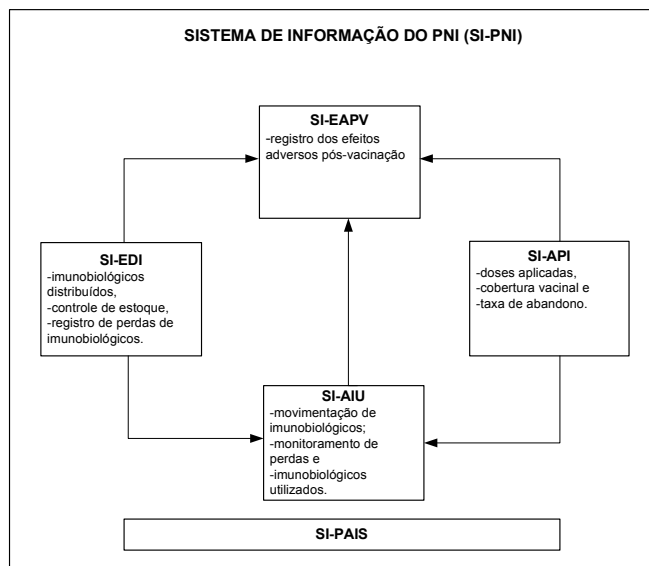 SISTEMA DE INFORMAÇÃO DO PNI (SI-PNI)
SI-EAPV
-registro dos efeitos
adversos pós-vacinação
SI-EDI
-imunobiológicos
distribuídos,
-controle de estoque,
-registro de perdas de
imunobiológicos.
SI-API
-doses aplicadas,
-cobertura vacinal e
-taxa de abandono.
SI-AIU
-movimentação de
imunobiológicos;
-monitoramento de
perdas e
-imunobiológicos
utilizados.
SI-PAIS